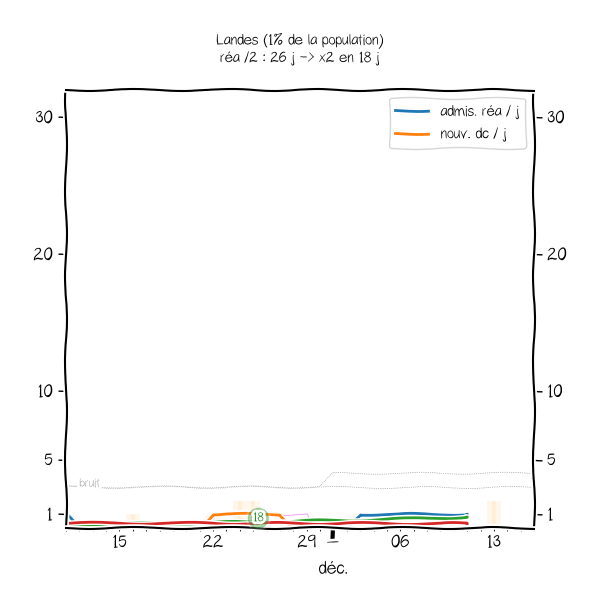 Landes (1% de la population)
réa /2 : 26 j -> x2 en 18 j
admis. réa / j
nouv. dc / j
30
30
20
20
10
10
5
5
bruit
1
18
1
15
22
29
1
06
13
déc.